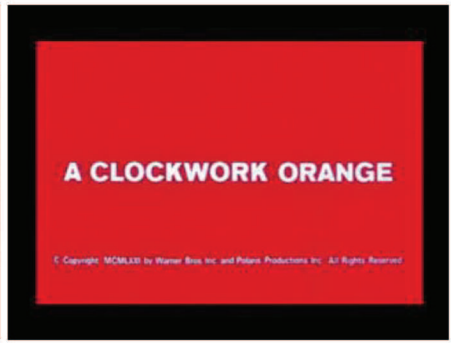 A CLOCKWORK ORANGE
© Copyright MCMLXXI by Warner Bros Inc. and Polaris Productions Inc. All Rights Reserved